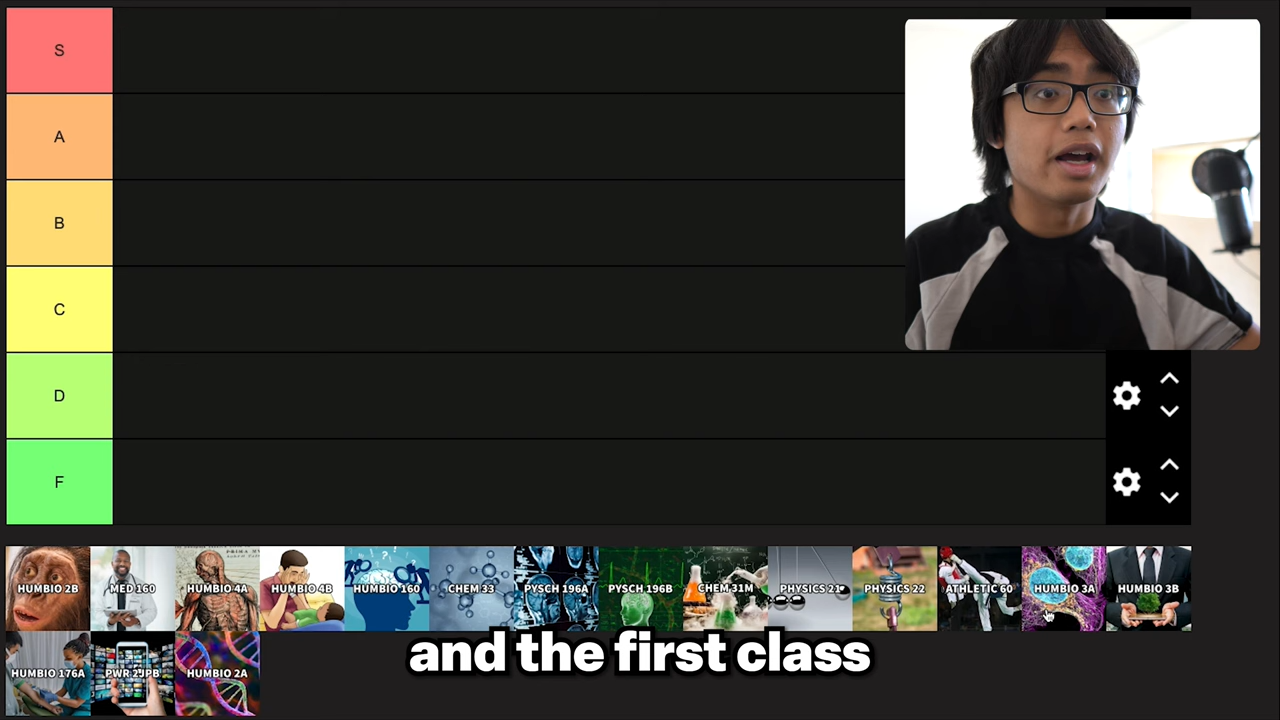 S
A
B
C
D
F
HUMBIO 2B
MED 160
HUMBIO 4A
HUMBIO 4B
HUMBIO 160
CHEM 33
PYSCH 196A
PYSCH 196B
CHEM 31M
PHYSICS 21
PHYSICS 22
ATHLETIC 60
HUMBIO 3A
HUMBIO 3B
HUMBIO 176A
PWR 2JPB
HUMBIO 2A
and the first class